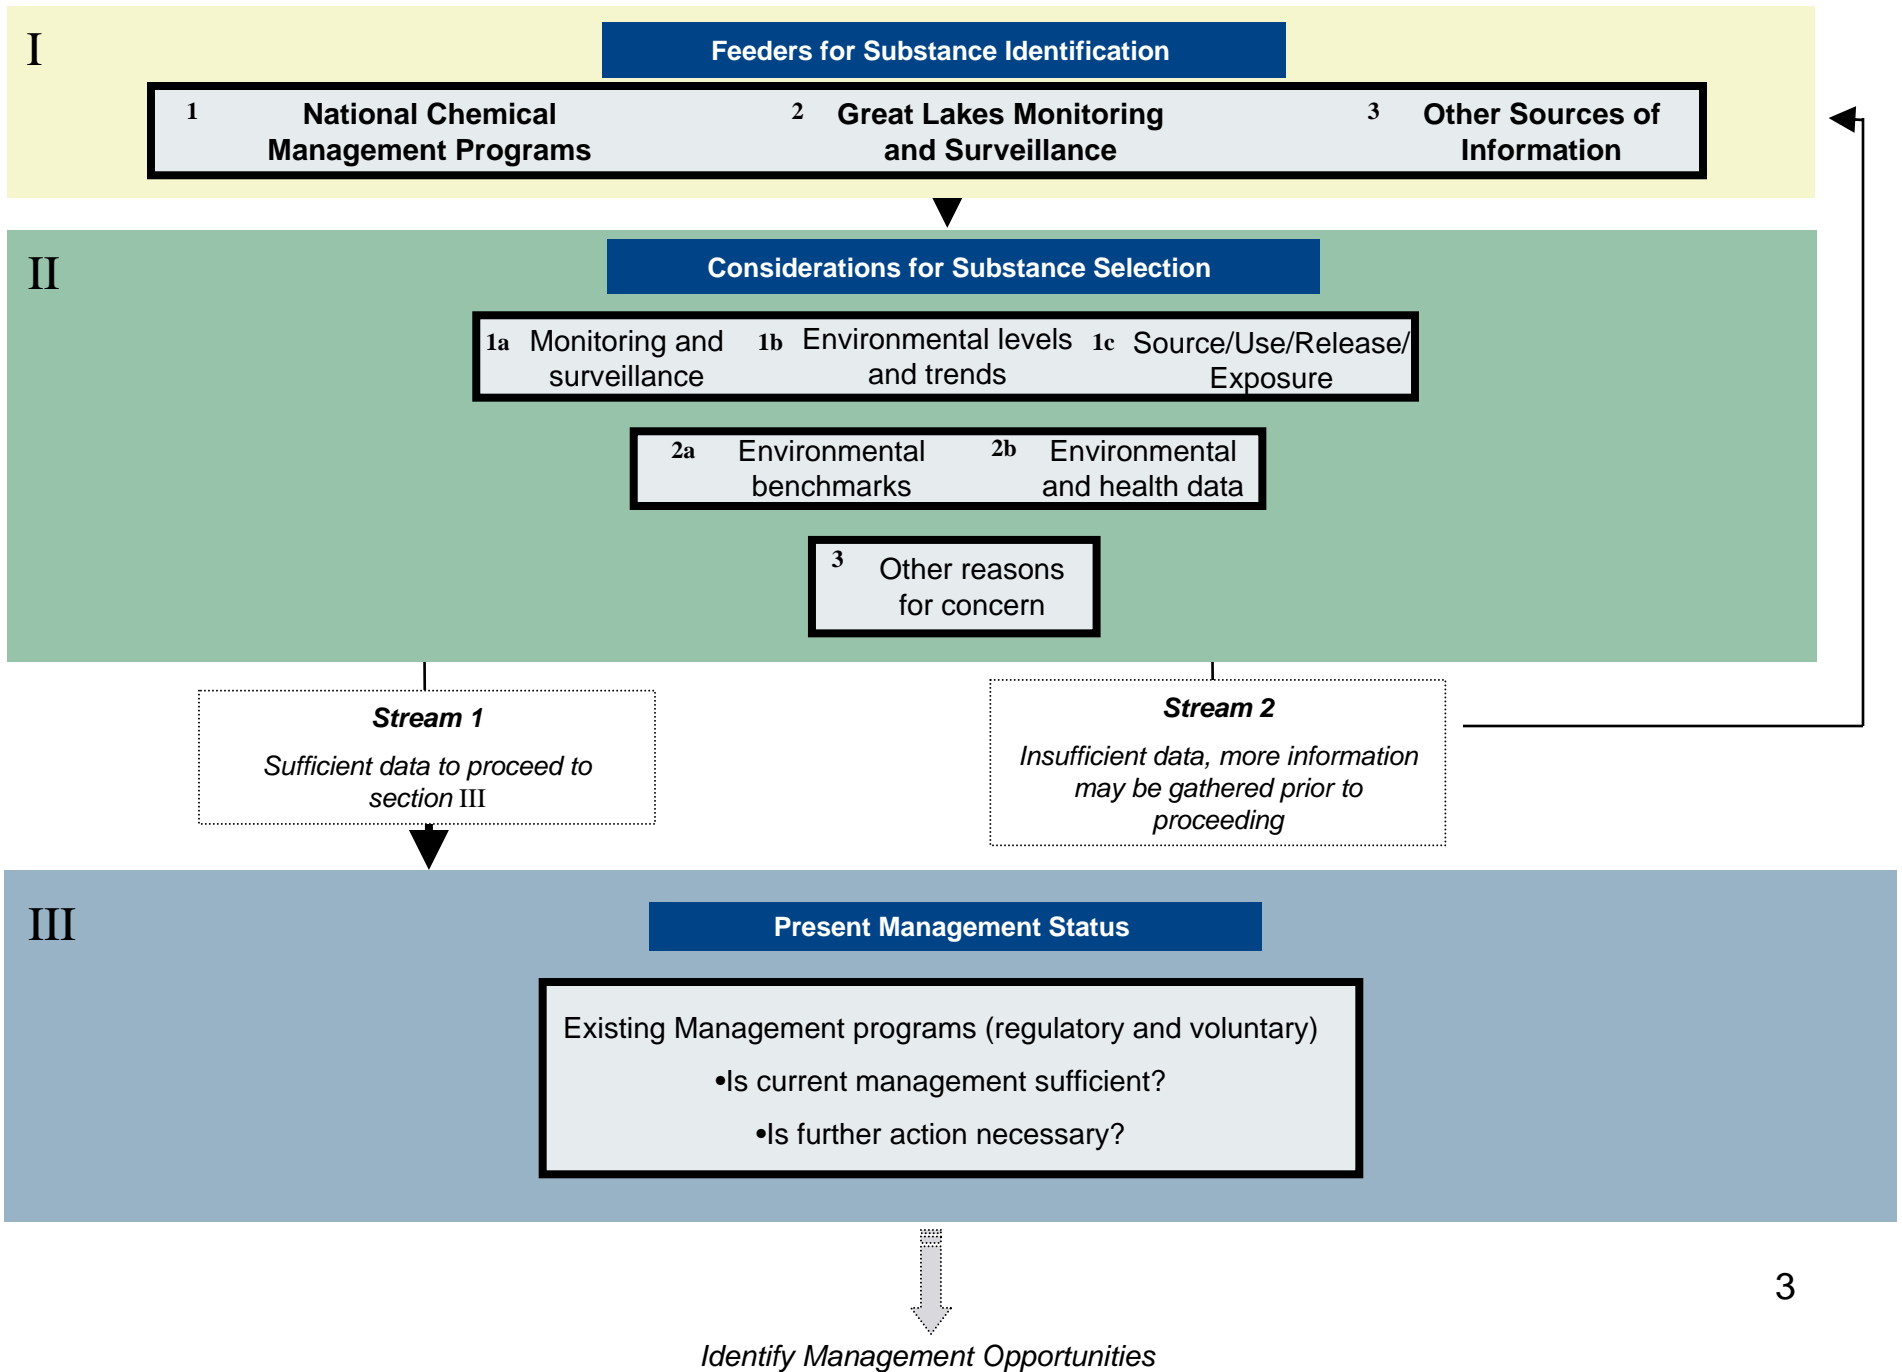 I
Feeders for Substance Identification
1 National Chemical
Management Programs
2 Great Lakes Monitoring
and Surveillance
3 Other Sources of
Information
II
Considerations for Substance Selection
1a Monitoring and
surveillance
1b Environmental levels
and trends
1c Source/Use/Release/
Exposure
2a Environmental
benchmarks
2b Environmental
and health data
3 Other reasons
for concern
Stream 1
Sufficient data to proceed to
section III
Stream 2
Insufficient data, more information
may be gathered prior to
proceeding
III
Present Management Status
Existing Management programs (regulatory and voluntary)
•Is current management sufficient?
•Is further action necessary?
3
Identify Management Opportunities